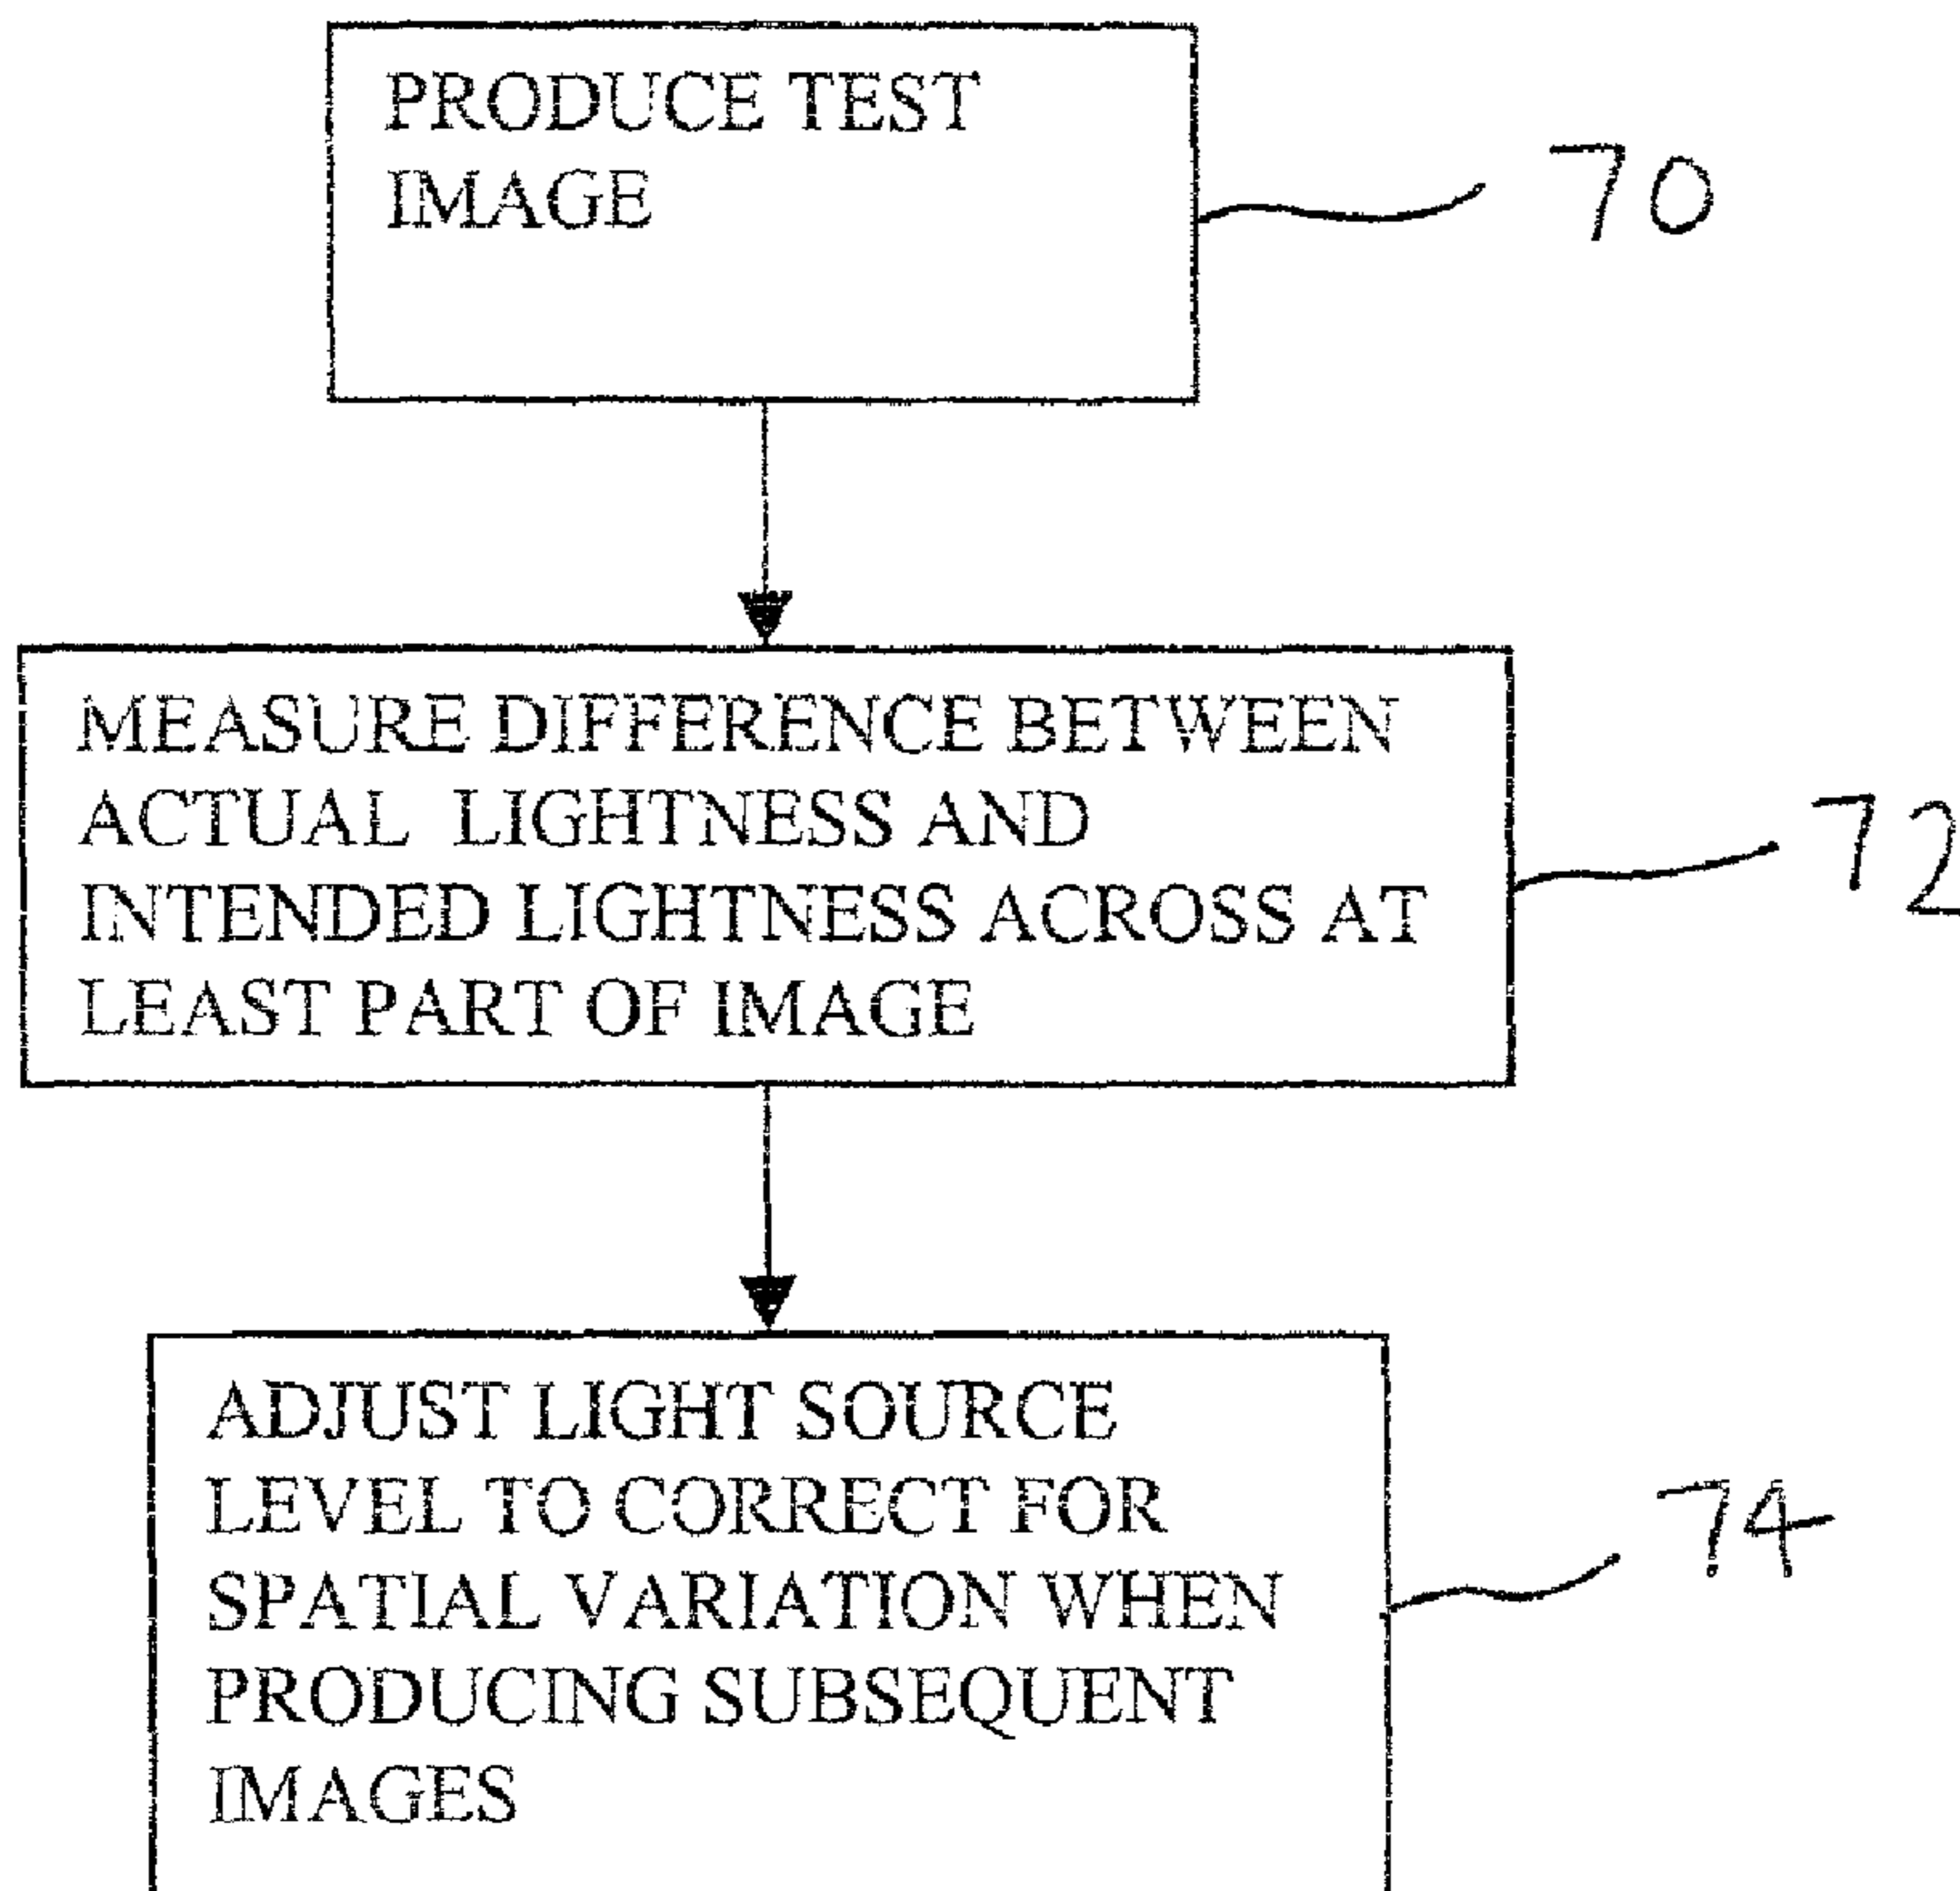 PRODUCE TEST
IMAGE
70
MEASURE DIFFERENCE BETWEEN
ACTUAL LIGHTNESS AND
INTENDED LIGHTNESS ACROSS AT
LEAST PART OF IMAGE
72
ADJUST LIGHT SOURCE
LEVEL TO CORRECT FOR
SPATIAL VARIATION WHEN
PRODUCING SUBSEQUENT
IMAGES
74